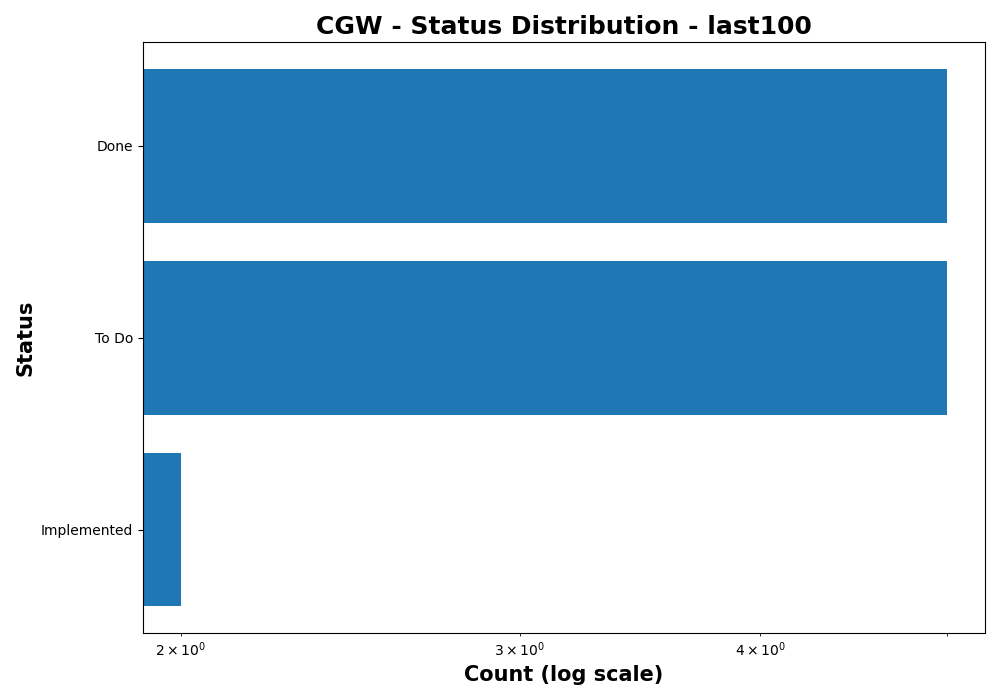 CGW - Status Distribution - last100
Status
Done
To Do
Implemented
2 × 10⁰
3 × 10⁰
4 × 10⁰
Count (log scale)